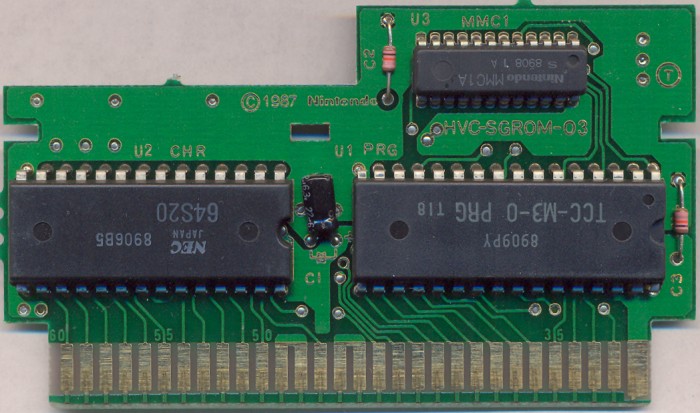 U3 MMC1
Nintendo
MMC1A
S 8908 1 A
C2
©1987 Nintendo
HVC-SGROM-03
U2 CHR
U1 PRG
64S20
NEC
JAPAN
8906B5
TCC-M3-0 PRG T18
8909PY
C1
C3
60
55
50
35